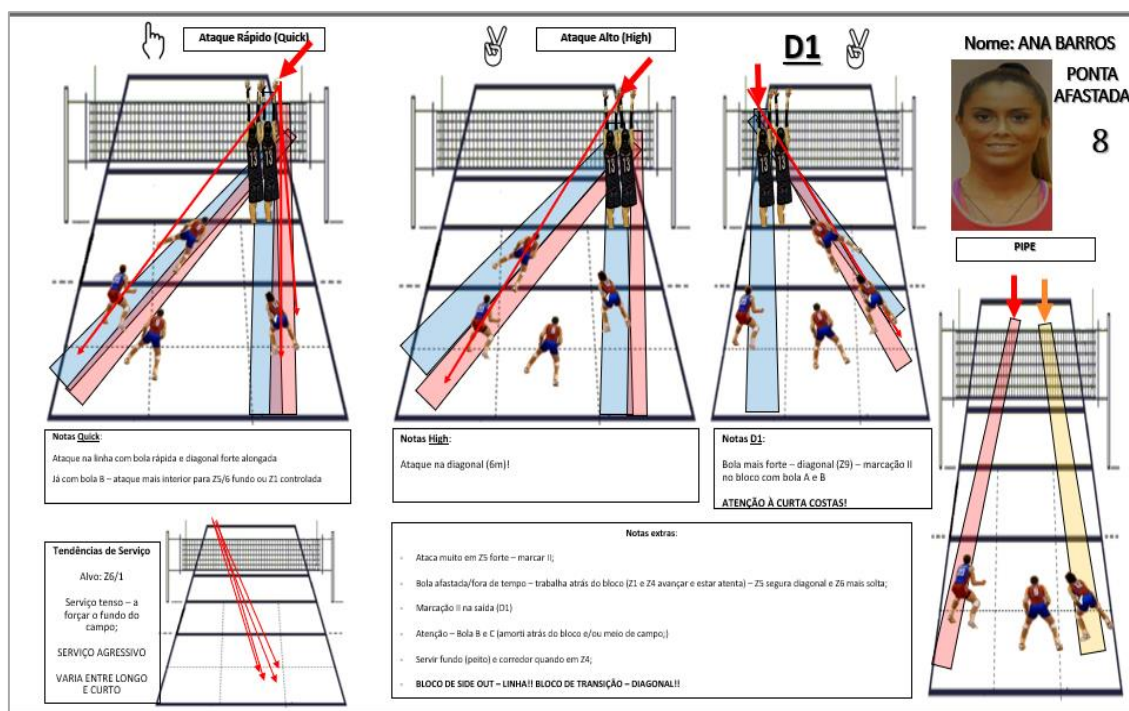 Ataque Rápido (Quick)
Ataque Alto (High)
D1
Nome: ANA BARROS
PONTA
AFASTADA
8
13
13
13
13
13
13
PIPE
Notas Quick:
Ataque na linha com bola rápida e diagonal forte alongada
Já com bola B – ataque mais interior para Z5/6 fundo ou Z1 controlada
Notas High:
Ataque na diagonal (6m)!
Notas D1:
Bola mais forte – diagonal (Z9) – marcação II
no bloco com bola A e B
ATENÇÃO À CURTA COSTAS!
Tendências de Serviço
Alvo: Z6/1
Serviço tenso – a
forçar o fundo do
campo;
SERVIÇO AGRESSIVO
VARIA ENTRE LONGO
E CURTO
Notas extras:
- Ataca muito em Z5 forte – marcar II;
- Bola afastada/fora de tempo – trabalha atrás do bloco (Z1 e Z4 avançar e estar atenta) – Z5 segura diagonal e Z6 mais solta;
- Marcação II na saída (D1)
- Atenção – Bola B e C (amorti atrás do bloco e/ou meio de campo;)
- Servir fundo (peito) e corredor quando em Z4;
- BLOCO DE SIDE OUT – LINHA!! BLOCO DE TRANSIÇÃO – DIAGONAL!!